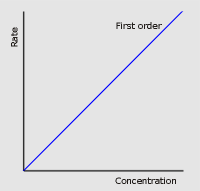 First order
Rate
Concentration